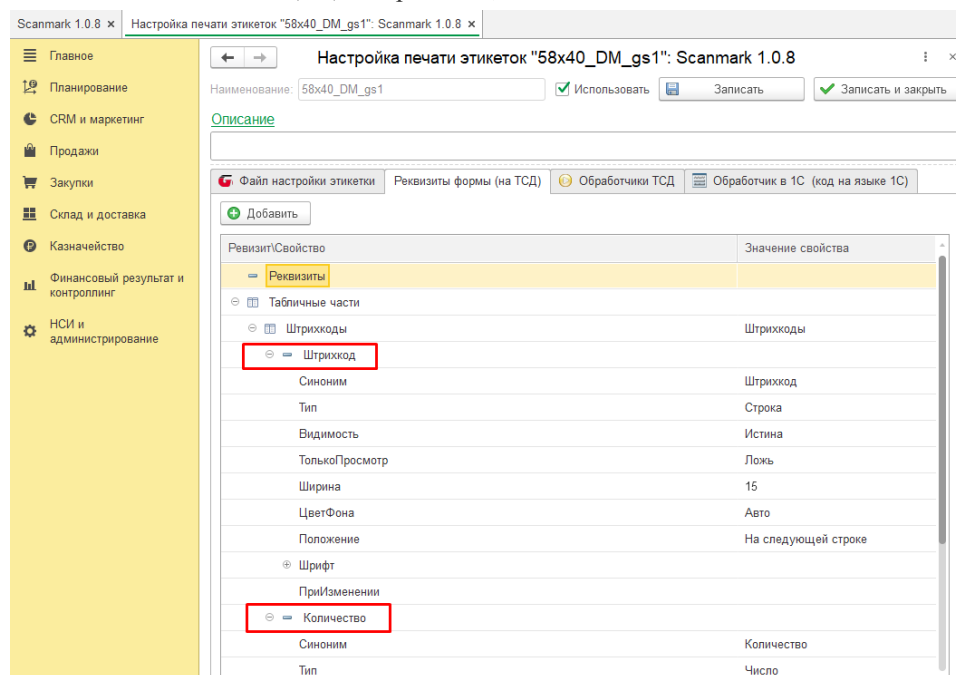 Scanmark 1.0.8 ×
Настройка печати этикеток "58x40_DM_gs1": Scanmark 1.0.8 ×
Главное
Планирование
CRM и маркетинг
Продажи
Закупки
Склад и доставка
Казначейство
Финансовый результат и
контроллинг
НСИ и
администрирование
Настройка печати этикеток "58x40_DM_gs1": Scanmark 1.0.8
Наименование: 58x40_DM_gs1
Использовать
Записать
Записать и закрыть
Описание
Файл настройки этикетки
Реквизиты формы (на ТСД)
Обработчики ТСД
Обработчик в 1С (код на языке 1С)
Добавить
Ревизит\Свойство
Значение свойства
Реквизиты
Табличные части
Штрихкоды Штрихкоды
Штрихкод
Синоним Штрихкод
Тип Строка
Видимость Истина
ТолькоПросмотр Ложь
Ширина 15
ЦветФона Авто
Положение На следующей строке
Шрифт
ПриИзменении
Количество
Синоним Количество
Тип Число